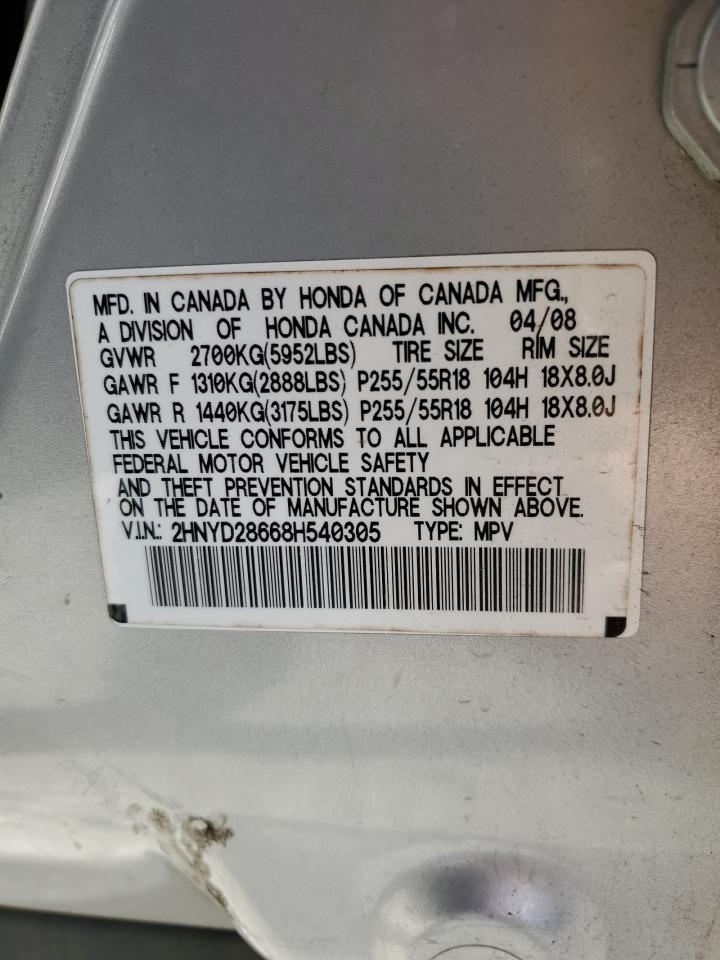 MFD. IN CANADA BY HONDA OF CANADA MFG.,
A DIVISION OF HONDA CANADA INC. 04/08
GVWR 2700KG(5952LBS) TIRE SIZE RIM SIZE
GAWR F 1310KG(2888LBS) P255/55R18 104H 18X8.0J
GAWR R 1440KG(3175LBS) P255/55R18 104H 18X8.0J
THIS VEHICLE CONFORMS TO ALL APPLICABLE
FEDERAL MOTOR VEHICLE SAFETY
AND THEFT PREVENTION STANDARDS IN EFFECT
ON THE DATE OF MANUFACTURE SHOWN ABOVE.
V.I.N.: 2HNYD28668H540305 TYPE: MPV